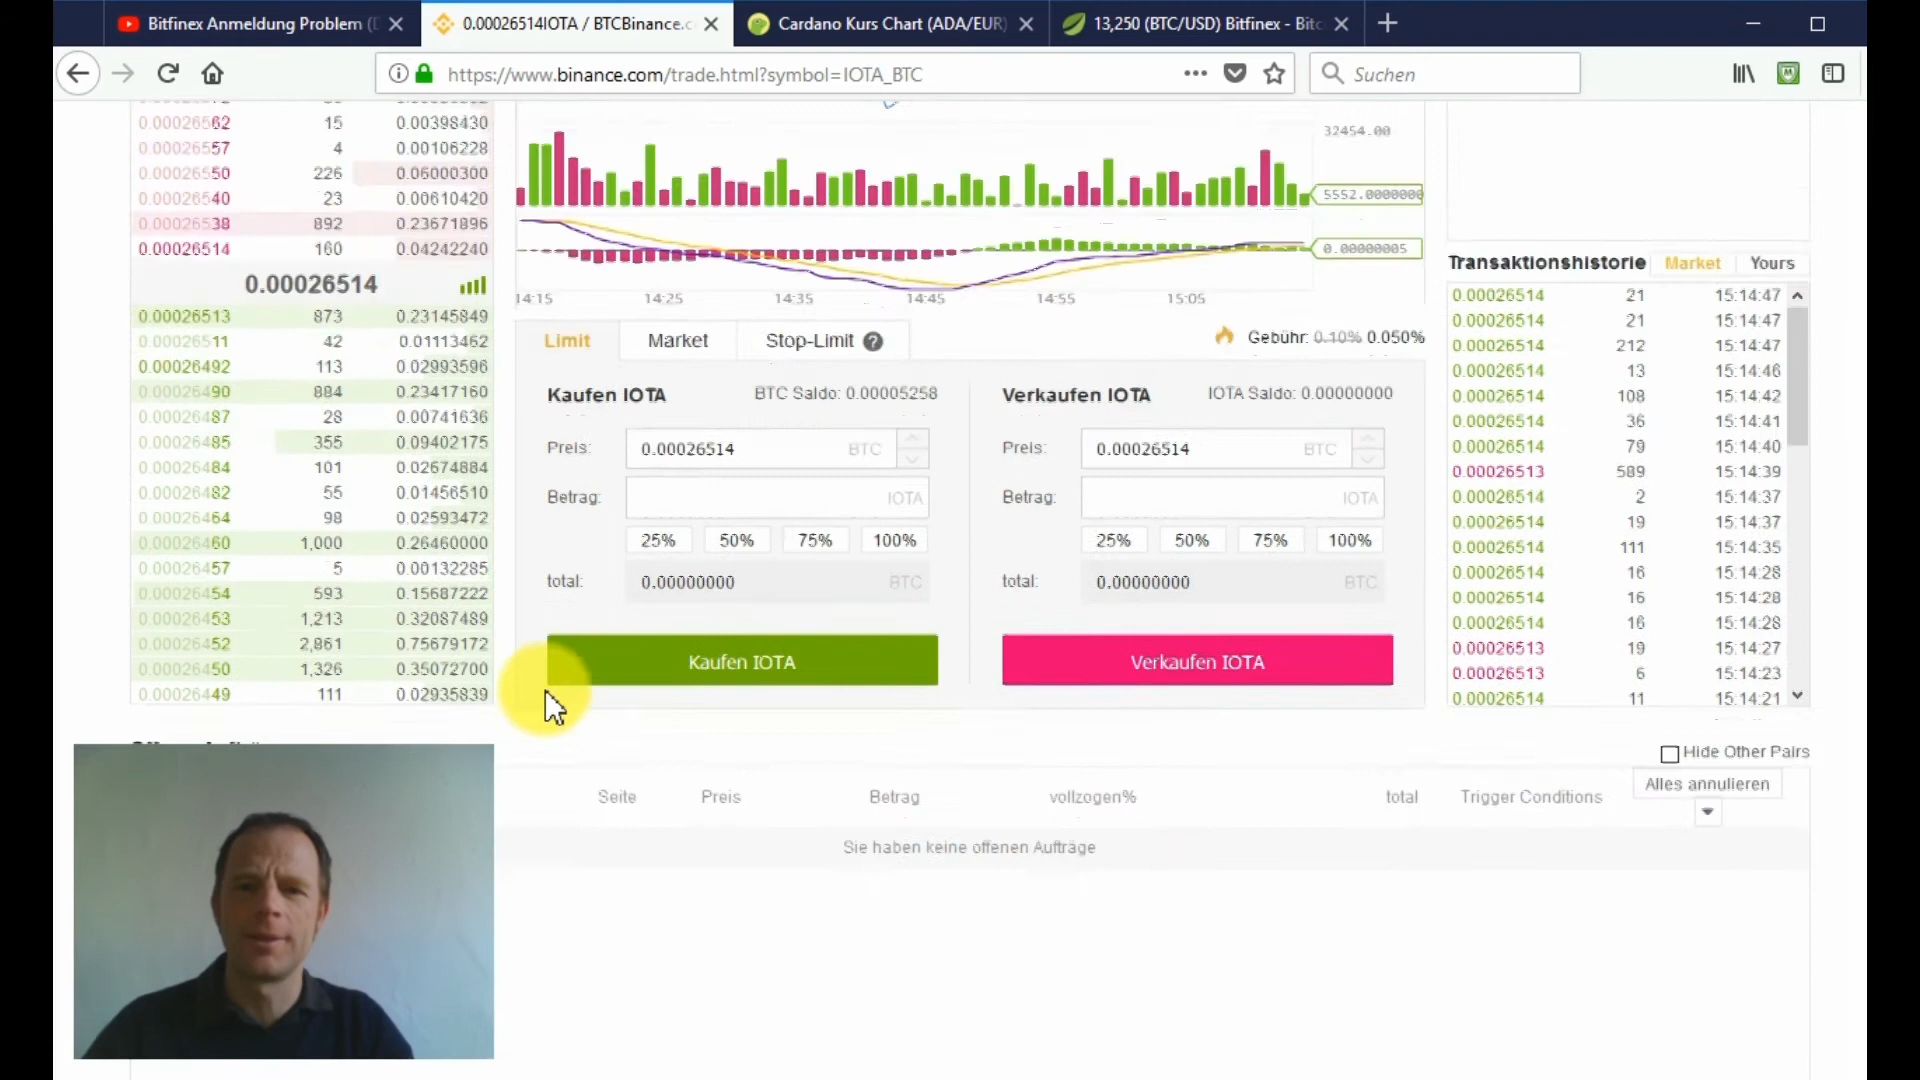 Bitfinex Anmeldung Problem (
0.00026514IOTA / BTCBinance.c
Cardano Kurs Chart (ADA/EUR)
13,250 (BTC/USD) Bitfinex - Bitc
https://www.binance.com/trade.html?symbol=IOTA_BTC
Suchen
0.00026562 15 0.00398430
0.00026557 4 0.00106228
0.00026550 226 0.06000300
0.00026540 23 0.00610420
0.00026538 892 0.23671896
0.00026514 160 0.04242240
0.00026514
0.00026513 873 0.23145849
0.00026511 42 0.01113462
0.00026492 113 0.02993596
0.00026490 884 0.23417160
0.00026487 28 0.00741636
0.00026485 355 0.09402175
0.00026484 101 0.02674884
0.00026482 55 0.01456510
0.00026464 98 0.02593472
0.00026460 1,000 0.26460000
0.00026457 5 0.00132285
0.00026454 593 0.15687222
0.00026453 1,213 0.32087489
0.00026452 2,861 0.75679172
0.00026450 1,326 0.35072700
0.00026449 111 0.02935839
32454.00
5552.0000000
0.00000005
14:15 14:25 14:35 14:45 14:55 15:05
Limit Market Stop-Limit ?
Gebühr: 0.10% 0.050%
Kaufen IOTA BTC Saldo: 0.00005258
Preis: 0.00026514 BTC
Betrag: IOTA
25% 50% 75% 100%
total: 0.00000000 BTC
Kaufen IOTA
Verkaufen IOTA IOTA Saldo: 0.00000000
Preis: 0.00026514 BTC
Betrag: IOTA
25% 50% 75% 100%
total: 0.00000000 BTC
Verkaufen IOTA
Transaktionshistorie Market Yours
0.00026514 21 15:14:47
0.00026514 21 15:14:47
0.00026514 212 15:14:47
0.00026514 13 15:14:46
0.00026514 108 15:14:42
0.00026514 36 15:14:41
0.00026514 79 15:14:40
0.00026513 589 15:14:39
0.00026514 2 15:14:37
0.00026514 19 15:14:37
0.00026514 111 15:14:35
0.00026514 16 15:14:28
0.00026514 16 15:14:28
0.00026514 16 15:14:28
0.00026513 19 15:14:27
0.00026513 6 15:14:23
0.00026514 11 15:14:21
Hide Other Pairs
Seite Preis Betrag vollzogen% total Trigger Conditions Alles annulieren
Sie haben keine offenen Aufträge